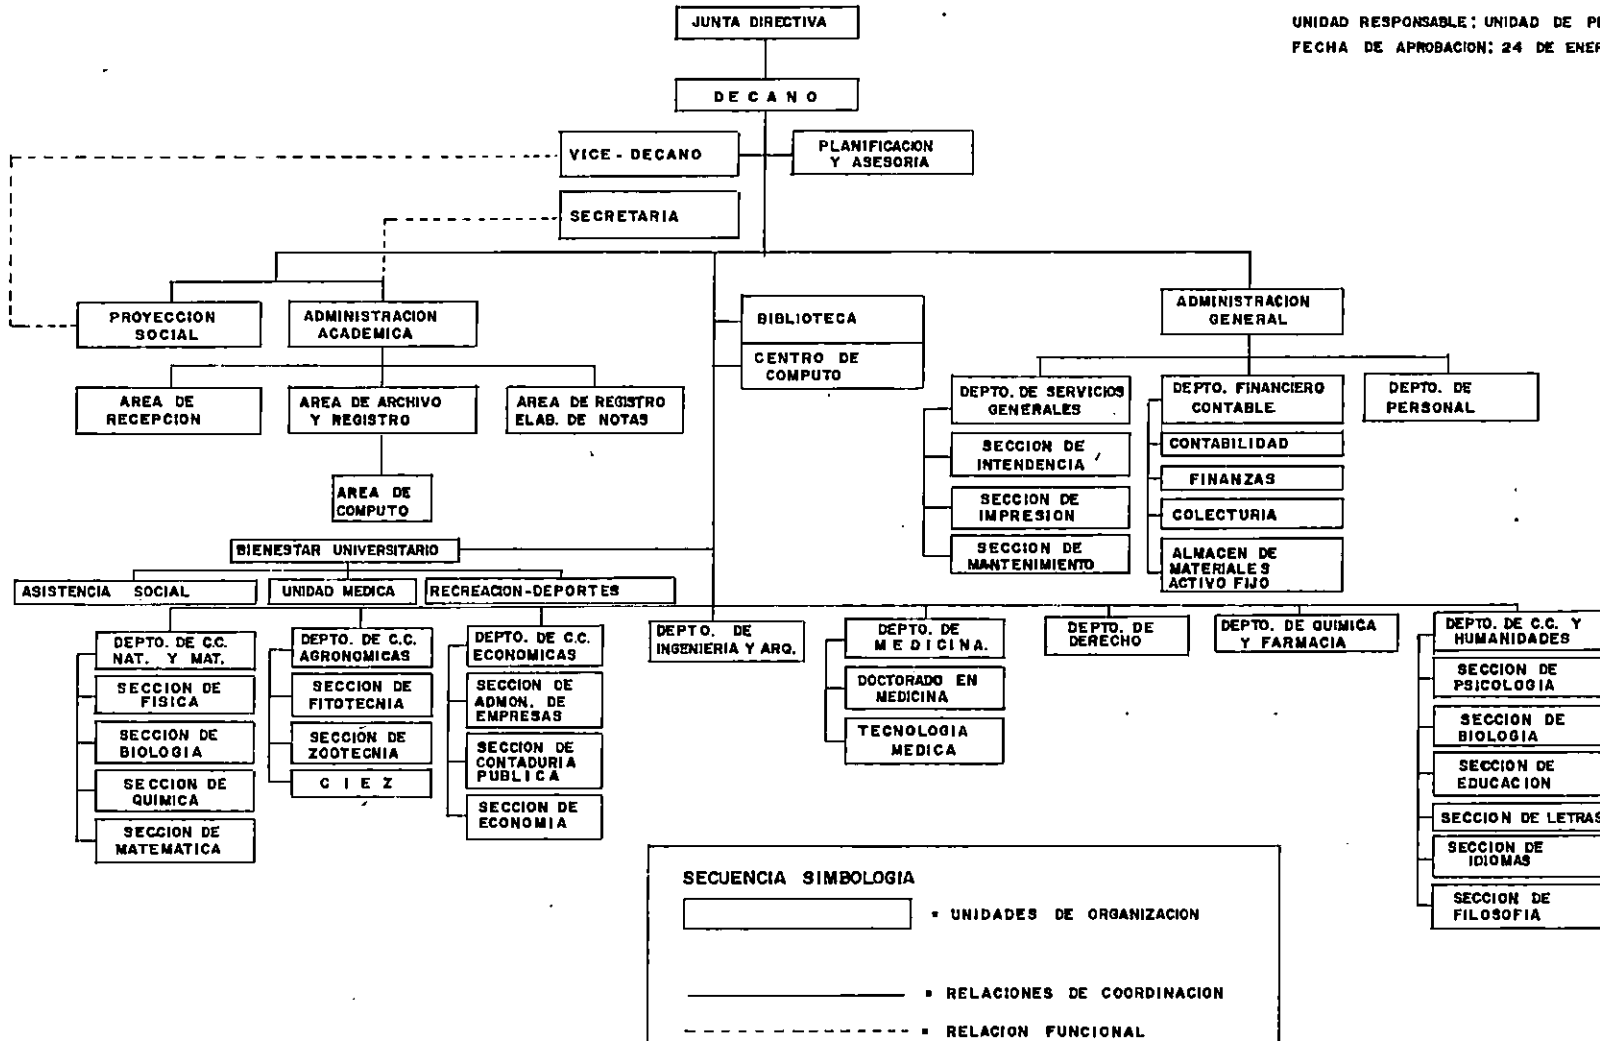 JUNTA DIRECTIVA
UNIDAD RESPONSABLE: UNIDAD DE
FECHA DE APROBACION: 24 DE
DECANO
VICE-DECANO
PLANIFICACION
Y ASESORIA
SECRETARIA
PROYECCION
SOCIAL
ADMINISTRACION
ACADEMICA
BIBLIOTECA
CENTRO DE
COMPUTO
ADMINISTRACION
GENERAL
AREA DE
RECEPCION
AREA DE ARCHIVO
Y REGISTRO
AREA DE REGISTRO
ELAB. DE NOTAS
AREA DE
COMPUTO
DEPTO. DE SERVICIOS
GENERALES
SECCION DE
INTENDENCIA
SECCION DE
IMPRESION
SECCION DE
MANTENIMIENTO
DEPTO. FINANCIERO
CONTABLE
CONTABILIDAD
FINANZAS
COLECTURIA
ALMACEN DE
MATERIALES
ACTIVO FIJO
DEPTO. DE
PERSONAL
BIENESTAR UNIVERSITARIO
ASISTENCIA SOCIAL
UNIDAD MEDICA
RECREACION-DEPORTES
DEPTO. DE C.C.
NAT. Y MAT.
SECCION DE
FISICA
SECCION DE
BIOLOGIA
SECCION DE
QUIMICA
SECCION DE
MATEMATICA
DEPTO. DE C.C.
AGRONOMICAS
SECCION DE
FITOTECNIA
SECCION DE
ZOOTECNIA
C I E Z
DEPTO. DE C.C.
ECONOMICAS
SECCION DE
ADMON. DE
EMPRESAS
SECCION DE
CONTADURIA
PUBLICA
SECCION DE
ECONOMIA
DEPTO. DE
INGENIERIA Y ARQ.
DEPTO. DE
MEDICINA.
DOCTORADO EN
MEDICINA
TECNOLOGIA
MEDICA
DEPTO. DE
DERECHO
DEPTO. DE QUIMICA
Y FARMACIA
DEPTO. DE C.C. Y
HUMANIDADES
SECCION DE
PSICOLOGIA
SECCION DE
BIOLOGIA
SECCION DE
EDUCACION
SECCION DE LETRAS
SECCION DE
IDIOMAS
SECCION DE
FILOSOFIA
SECUENCIA SIMBOLOGIA
= UNIDADES DE ORGANIZACION
= RELACIONES DE COORDINACION
= RELACION FUNCIONAL